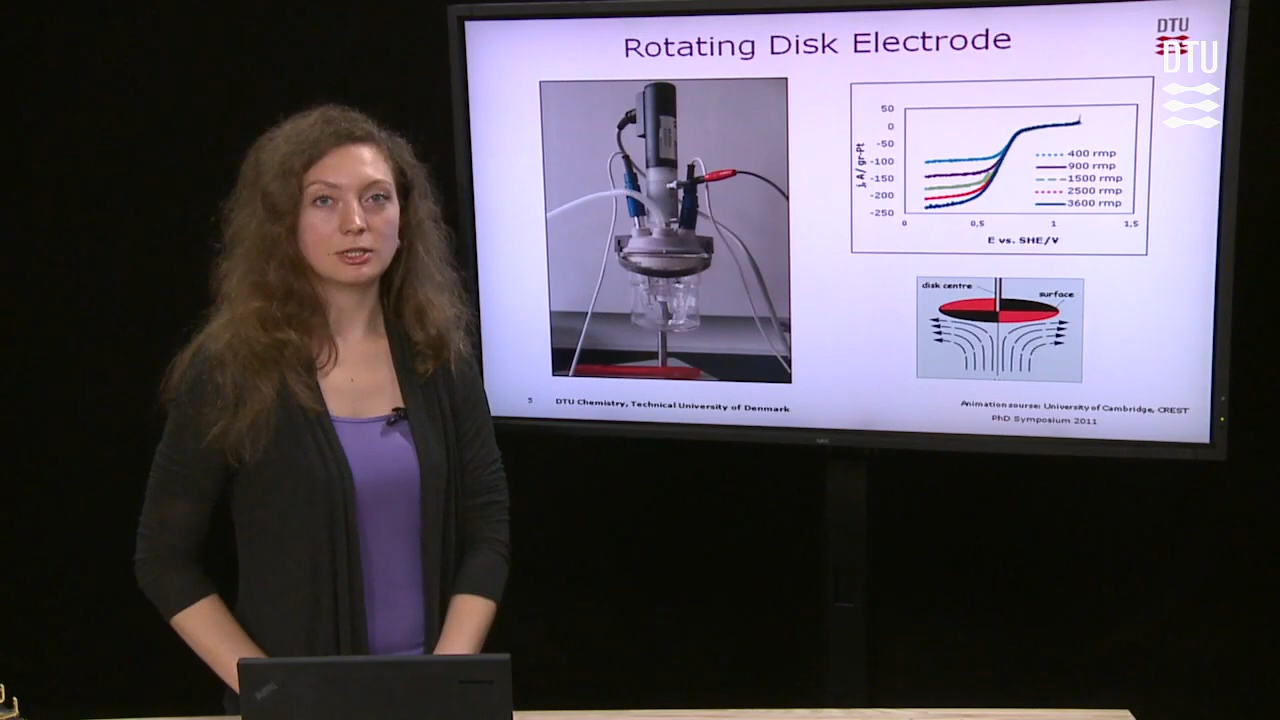 Rotating Disk Electrode
DTU
DTU
50
0
-50
-100
-150
-200
-250
j, A/ gr-Pt
400 rmp
900 rmp
1500 rmp
2500 rmp
3600 rmp
0
0,5
1
1,5
E vs. SHE/V
disk centre
surface
5 DTU Chemistry, Technical University of Denmark
Animation sourse: University of Cambridge, CREST
PhD Symposium 2011